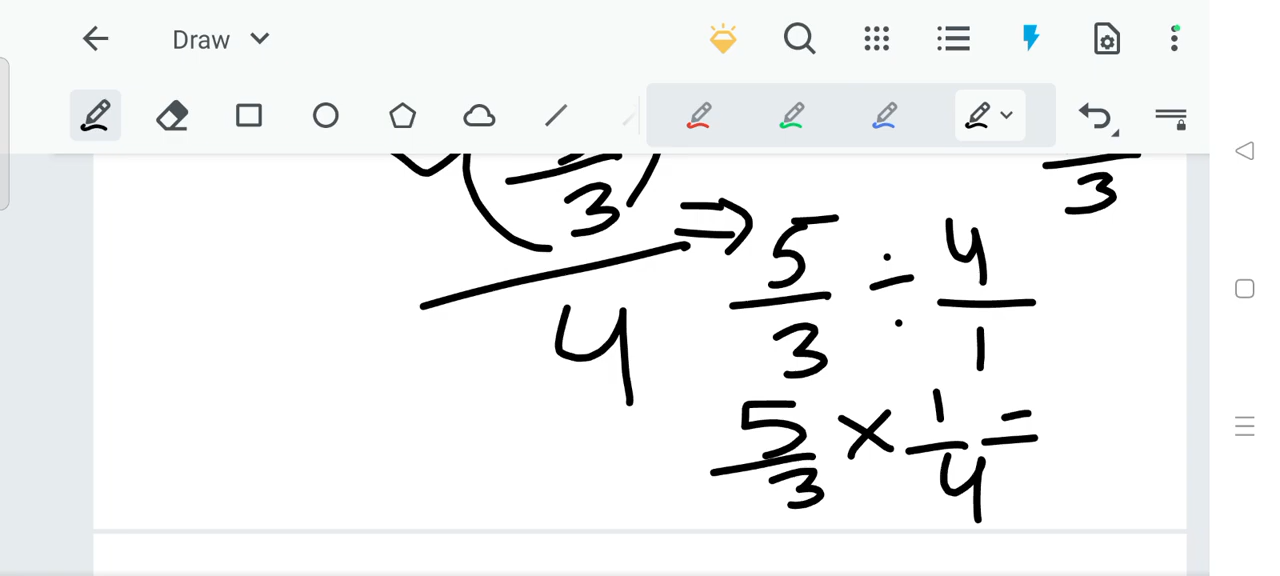 Draw
3
3
⇒ 5/3 ÷ 4/1
4
5/3 × 1/4 =